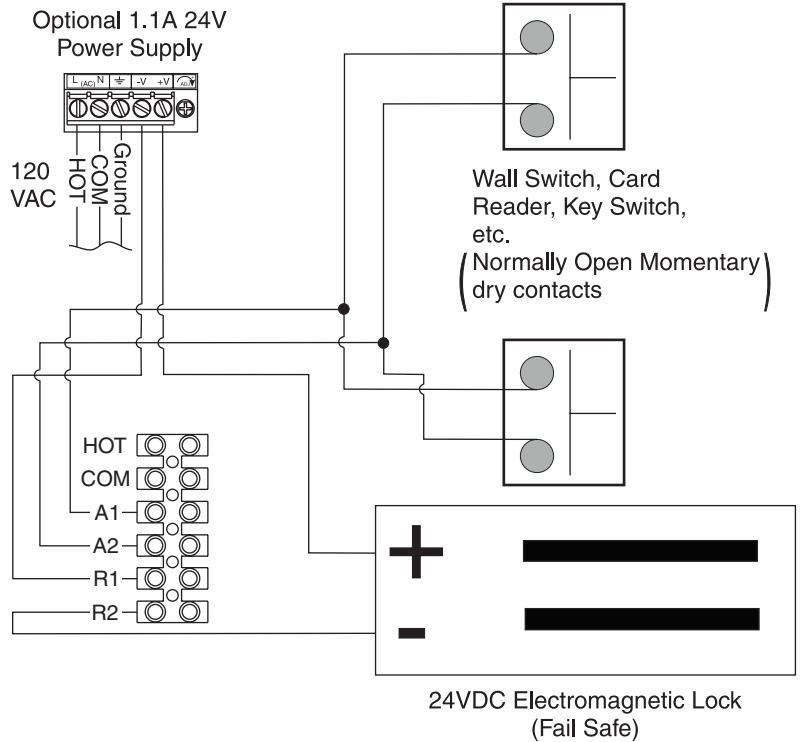 Optional 1.1A 24V
Power Supply
L (AC) N -V +V ADJ
120
VAC
HOT
COM
Ground
Wall Switch, Card
Reader, Key Switch,
etc.
(Normally Open Momentary
dry contacts)
HOT
COM
A1
A2
R1
R2
+
-
24VDC Electromagnetic Lock
(Fail Safe)